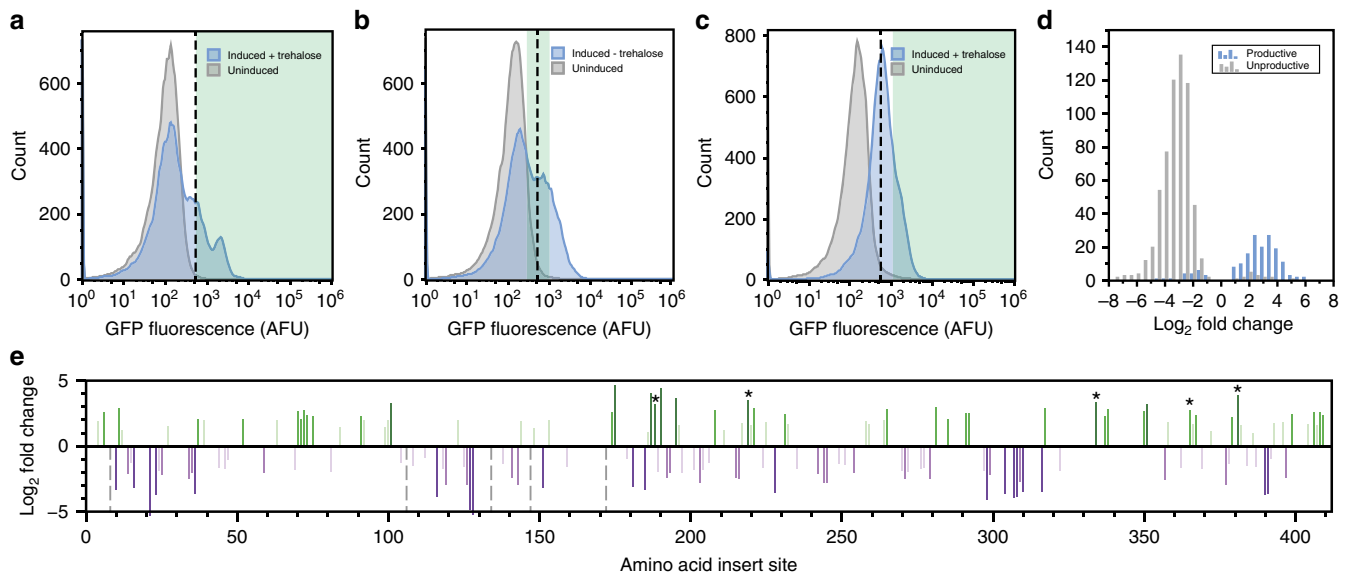 a
Count
600
400
200
0
10^0
10^1
10^2
10^3
10^4
10^5
10^6
GFP fluorescence (AFU)
Induced + trehalose
Uninduced
b
Count
600
400
200
0
10^0
10^1
10^2
10^3
10^4
10^5
10^6
GFP fluorescence (AFU)
Induced - trehalose
Uninduced
c
Count
800
600
400
200
0
10^0
10^1
10^2
10^3
10^4
10^5
10^6
GFP fluorescence (AFU)
Induced + trehalose
Uninduced
d
Count
140
120
100
80
60
40
20
0
−8
−6
−4
−2
0
2
4
6
8
Log₂ fold change
Productive
Unproductive
e
Log₂ fold change
5
0
−5
*
*
*
*
*
0
50
100
150
200
250
300
350
400
Amino acid insert site